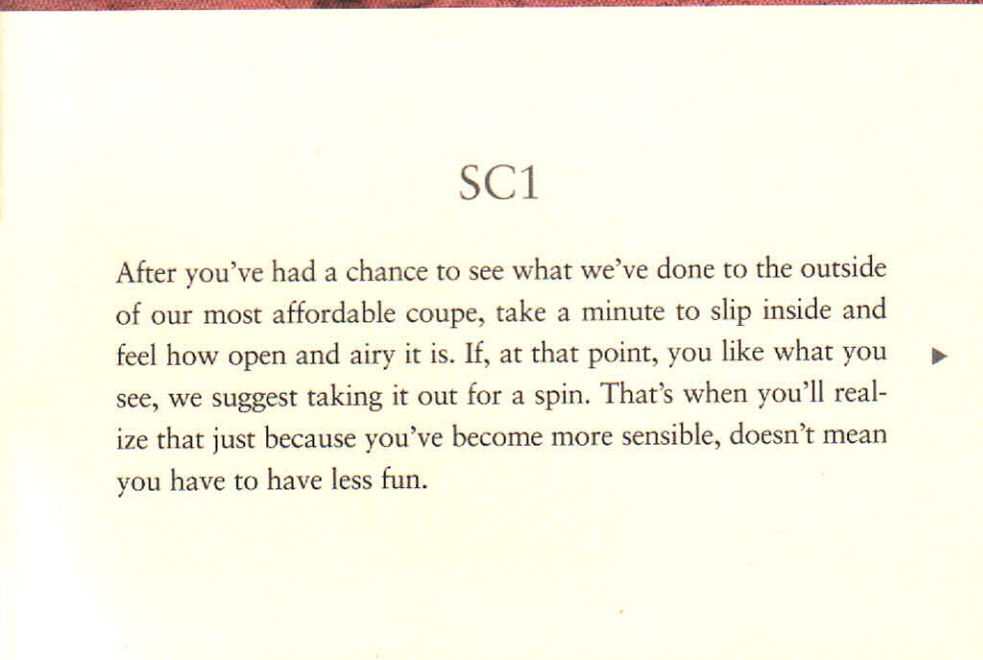 SC1
After you've had a chance to see what we've done to the outside
of our most affordable coupe, take a minute to slip inside and
feel how open and airy it is. If, at that point, you like what you
see, we suggest taking it out for a spin. That's when you'll real-
ize that just because you've become more sensible, doesn't mean
you have to have less fun.